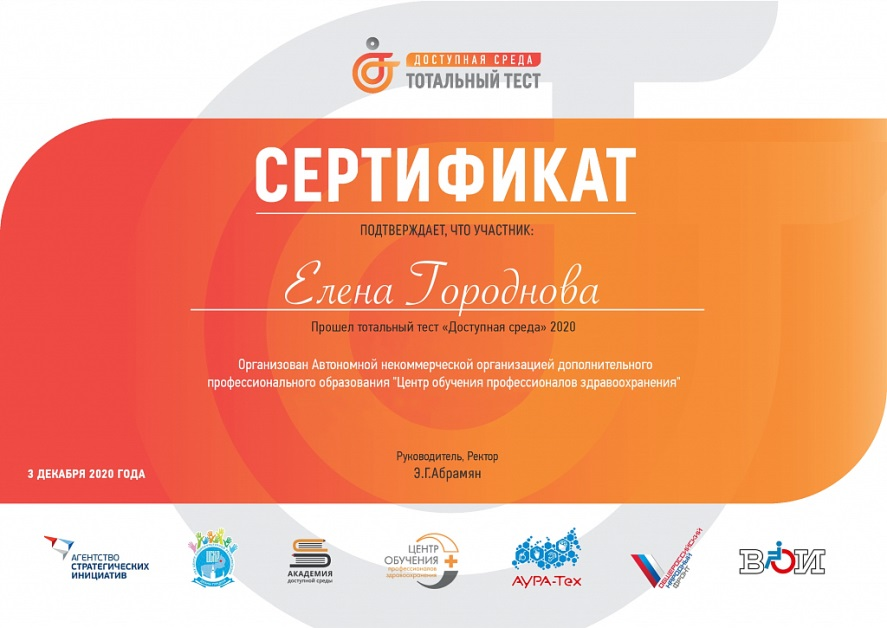 ДОСТУПНАЯ СРЕДА
ТОТАЛЬНЫЙ ТЕСТ
СЕРТИФИКАТ
ПОДТВЕРЖДАЕТ, ЧТО УЧАСТНИК:
Елена Городнова
Прошел тотальный тест «Доступная среда» 2020
Организован Автономной некоммерческой организацией дополнительного
профессионального образования "Центр обучения профессионалов здравоохранения"
Руководитель, Ректор
Э.Г.Абрамян
3 ДЕКАБРЯ 2020 ГОДА
АГЕНТСТВО
СТРАТЕГИЧЕСКИХ
ИНИЦИАТИВ
АКАДЕМИЯ
доступной среды
ЦЕНТР
ОБУЧЕНИЯ
профессионалов
здравоохранения
АУРА-Тех
ОБЩЕРОССИЙСКИЙ
НАРОДНЫЙ
ФРОНТ
ВОИ